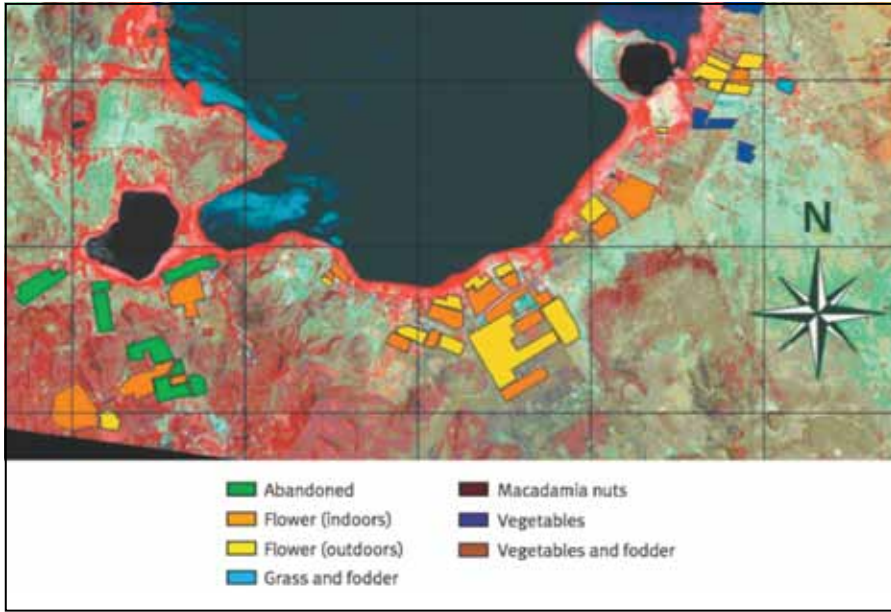 N
Abandoned
Flower (indoors)
Flower (outdoors)
Grass and fodder
Macadamia nuts
Vegetables
Vegetables and fodder